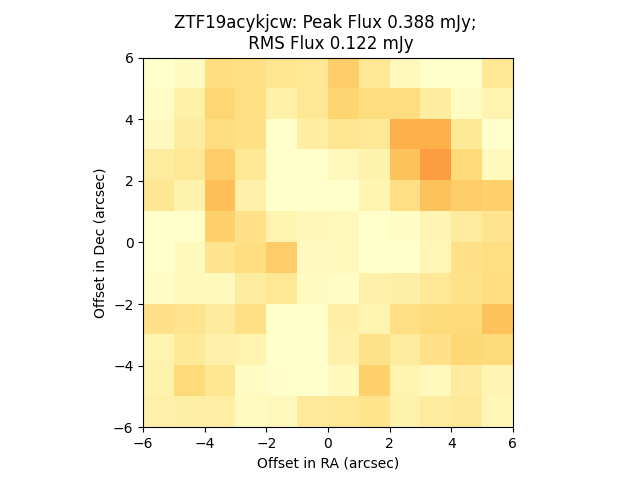 ZTF19acykjcw: Peak Flux 0.388 mJy;
RMS Flux 0.122 mJy
6
4
2
0
−2
−4
−6
Offset in Dec (arcsec)
−6 −4 −2 0 2 4 6
Offset in RA (arcsec)